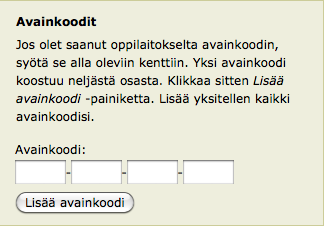 Avainkoodit
Jos olet saanut oppilaitokselta avainkoodin,
syötä se alla oleviin kenttiin. Yksi avainkoodi
koostuu neljästä osasta. Klikkaa sitten Lisää
avainkoodi -painiketta. Lisää yksitellen kaikki
avainkoodisi.
Avainkoodi:
- - -
Lisää avainkoodi